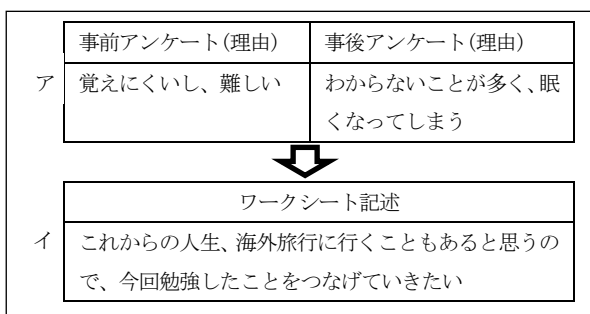 事前アンケート(理由) 事後アンケート(理由)
ア 覚えにくいし、難しい わからないことが多く、眠
くなってしまう
ワークシート記述
イ これからの人生、海外旅行に行くこともあると思うの
で、今回勉強したことをつなげていきたい